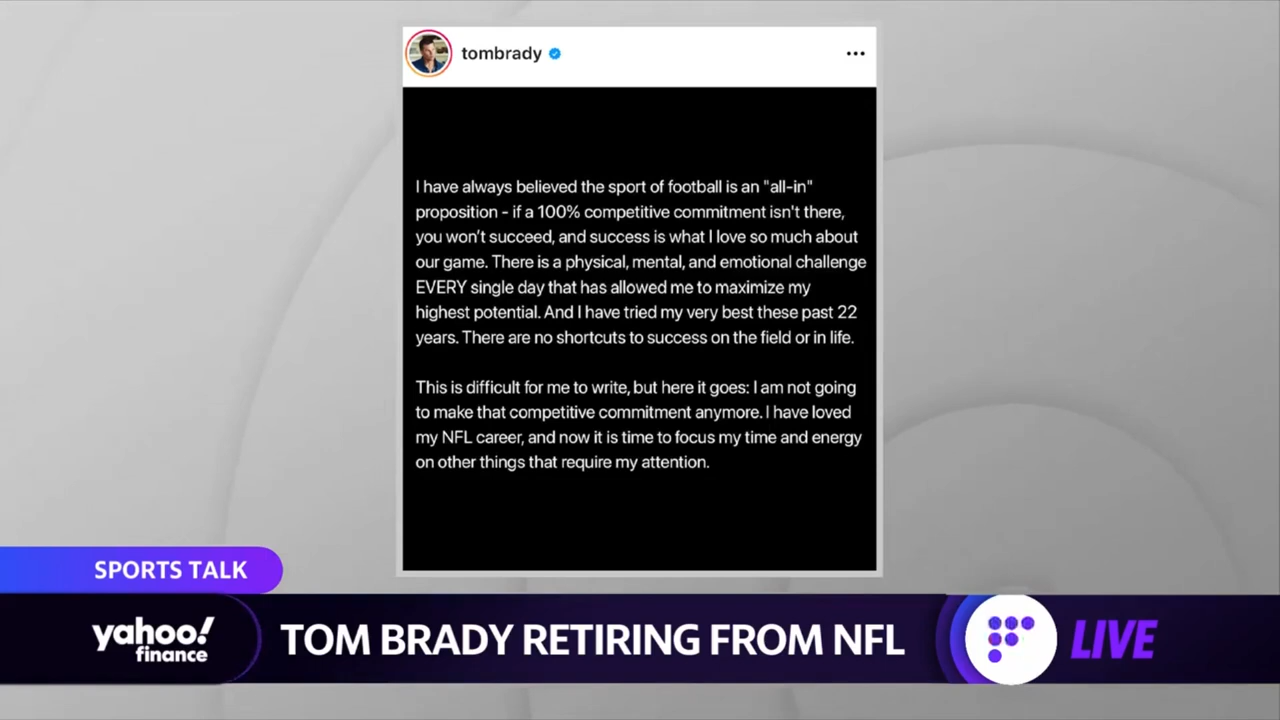 tombrady
I have always believed the sport of football is an "all-in"
proposition - if a 100% competitive commitment isn't there,
you won't succeed, and success is what I love so much about
our game. There is a physical, mental, and emotional challenge
EVERY single day that has allowed me to maximize my
highest potential. And I have tried my very best these past 22
years. There are no shortcuts to success on the field or in life.
This is difficult for me to write, but here it goes: I am not going
to make that competitive commitment anymore. I have loved
my NFL career, and now it is time to focus my time and energy
on other things that require my attention.
SPORTS TALK
yahoo!
finance
TOM BRADY RETIRING FROM NFL
LIVE